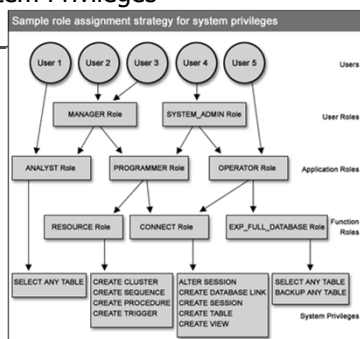 tem Privileges
Sample role assignment strategy for system privileges
User 1 User 2 User 3 User 4 User 5 Users
MANAGER Role SYSTEM_ADMIN Role User Roles
ANALYST Role PROGRAMMER Role OPERATOR Role Application Roles
RESOURCE Role CONNECT Role EXP_FULL_DATABASE Role Function Roles
SELECT ANY TABLE
CREATE CLUSTER
CREATE SEQUENCE
CREATE PROCEDURE
CREATE TRIGGER
ALTER SESSION
CREATE DATABASE LINK
CREATE SESSION
CREATE TABLE
CREATE VIEW
SELECT ANY TABLE
BACKUP ANY TABLE
System Privileges